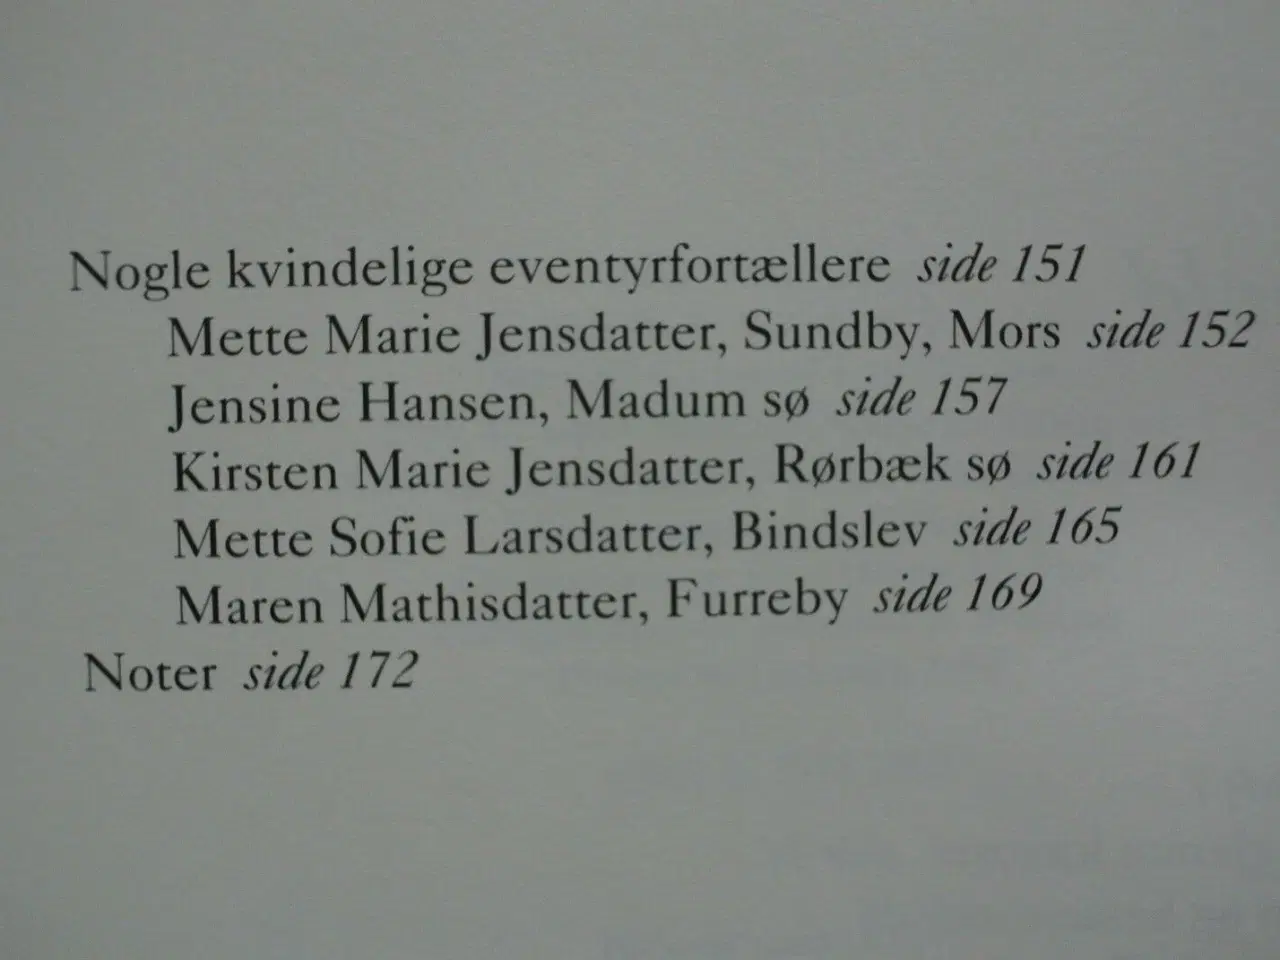 Nogle kvindelige eventyrfortællere side 151
Mette Marie Jensdatter, Sundby, Mors side 152
Jensine Hansen, Madum sø side 157
Kirsten Marie Jensdatter, Rørbæk sø side 161
Mette Sofie Larsdatter, Bindslev side 165
Maren Mathisdatter, Furreby side 169
Noter side 172